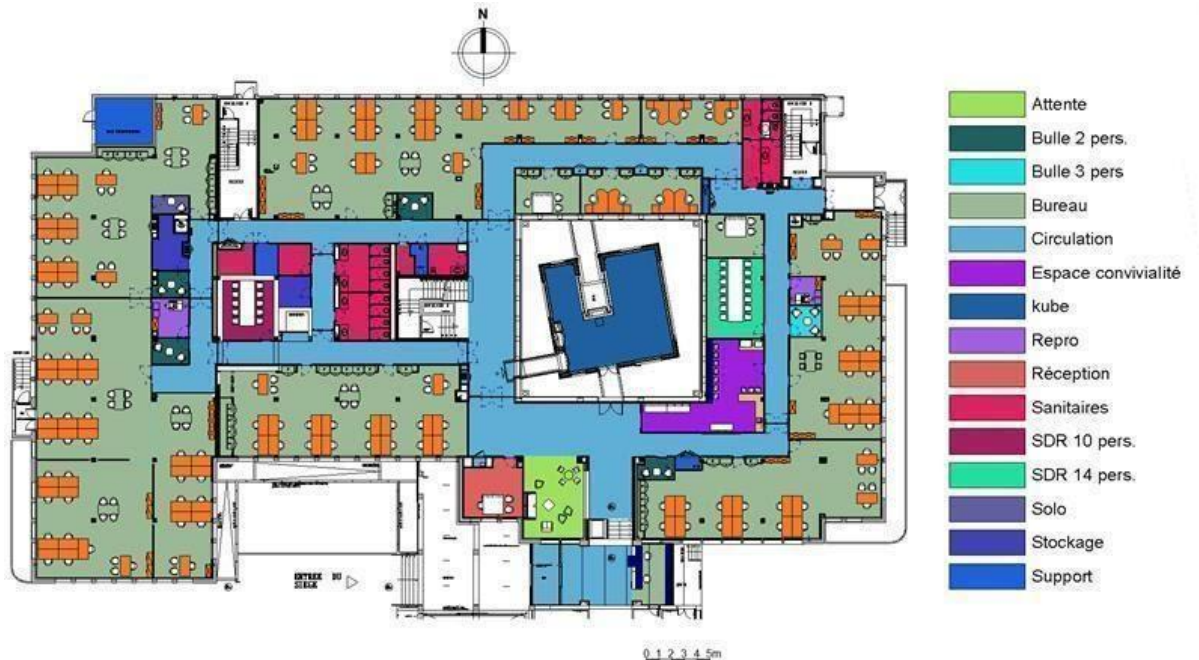 N
Attente
Bulle 2 pers.
Bulle 3 pers
Bureau
Circulation
Espace convivialité
kube
Repro
Réception
Sanitaires
SDR 10 pers.
SDR 14 pers.
Solo
Stockage
Support
ENTREE DU
SIEGE
0 1 2 3 4 5m